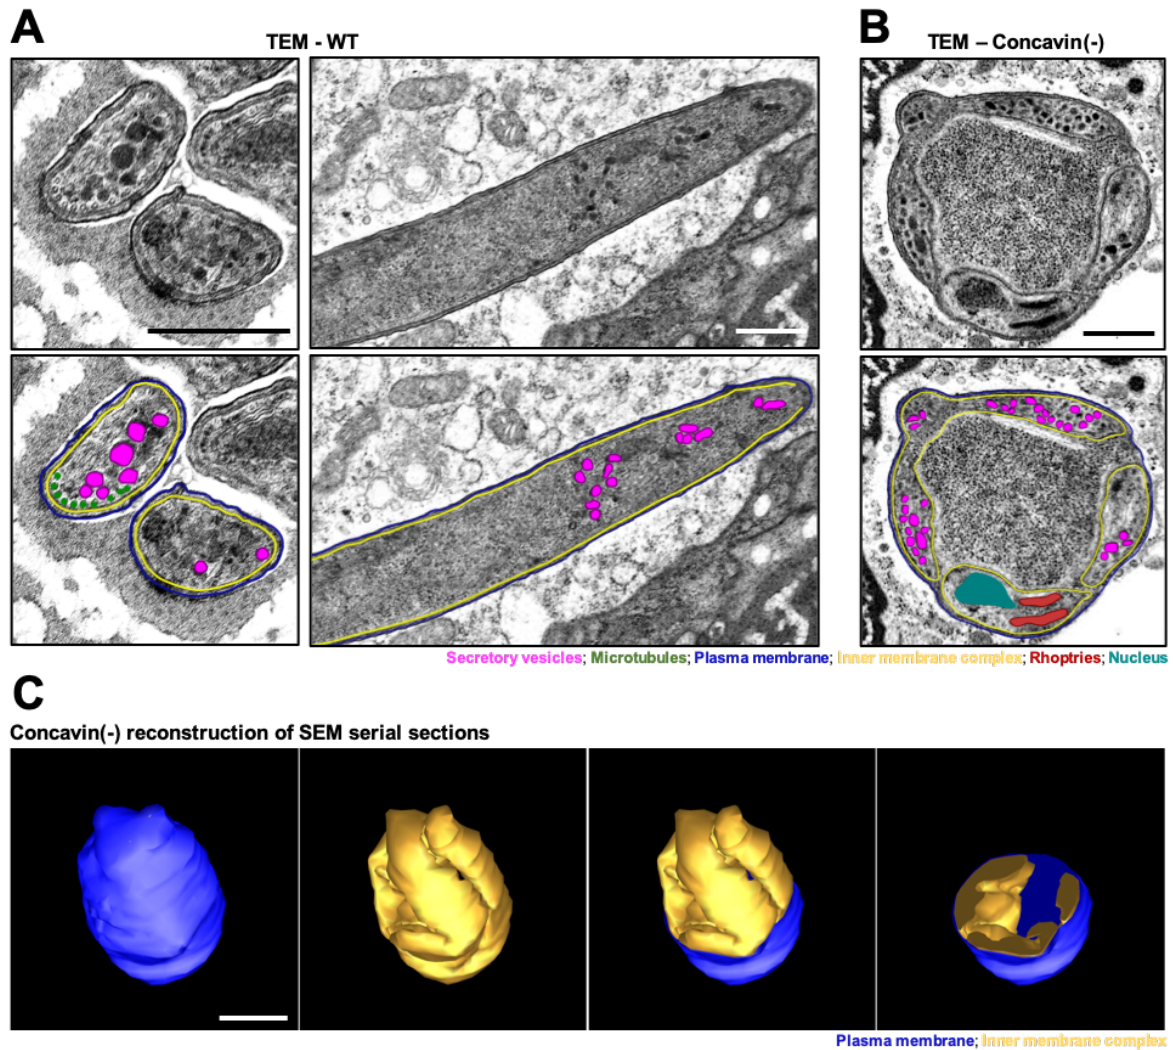 A
TEM - WT
B
TEM – Concavin(-)
Secretory vesicles; Microtubules; Plasma membrane; Inner membrane complex; Rhoptries; Nucleus
C
Concavin(-) reconstruction of SEM serial sections
Plasma membrane; Inner membrane complex